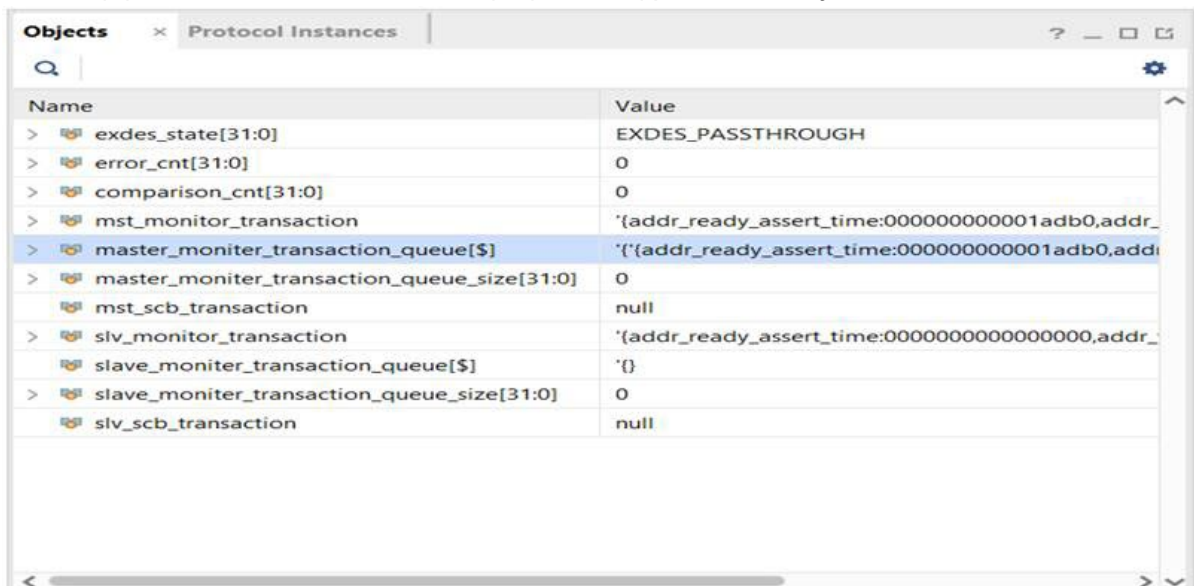 Objects × Protocol Instances ?
Name Value
> exdes_state[31:0] EXDES_PASSTHROUGH
> error_cnt[31:0] 0
> comparison_cnt[31:0] 0
> mst_monitor_transaction '{addr_ready_assert_time:000000000001adb0,addr_
> master_moniter_transaction_queue[$] '{'{addr_ready_assert_time:000000000001adb0,addr
> master_moniter_transaction_queue_size[31:0] 0
mst_scb_transaction null
> slv_monitor_transaction '{addr_ready_assert_time:0000000000000000,addr_
slave_moniter_transaction_queue[$] '{}
> slave_moniter_transaction_queue_size[31:0] 0
slv_scb_transaction null